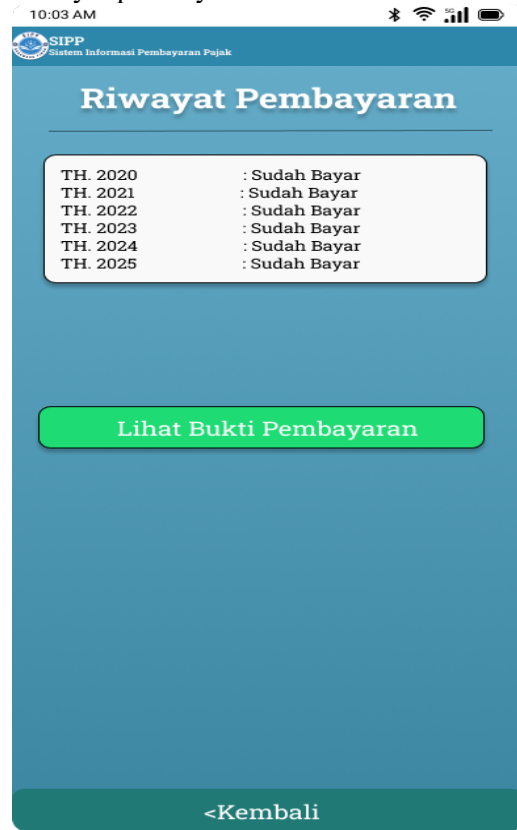 10:03 AM
5G
SIPP
Sistem Informasi Pembayaran Pajak
Riwayat Pembayaran
TH. 2020 : Sudah Bayar
TH. 2021 : Sudah Bayar
TH. 2022 : Sudah Bayar
TH. 2023 : Sudah Bayar
TH. 2024 : Sudah Bayar
TH. 2025 : Sudah Bayar
Lihat Bukti Pembayaran
<Kembali